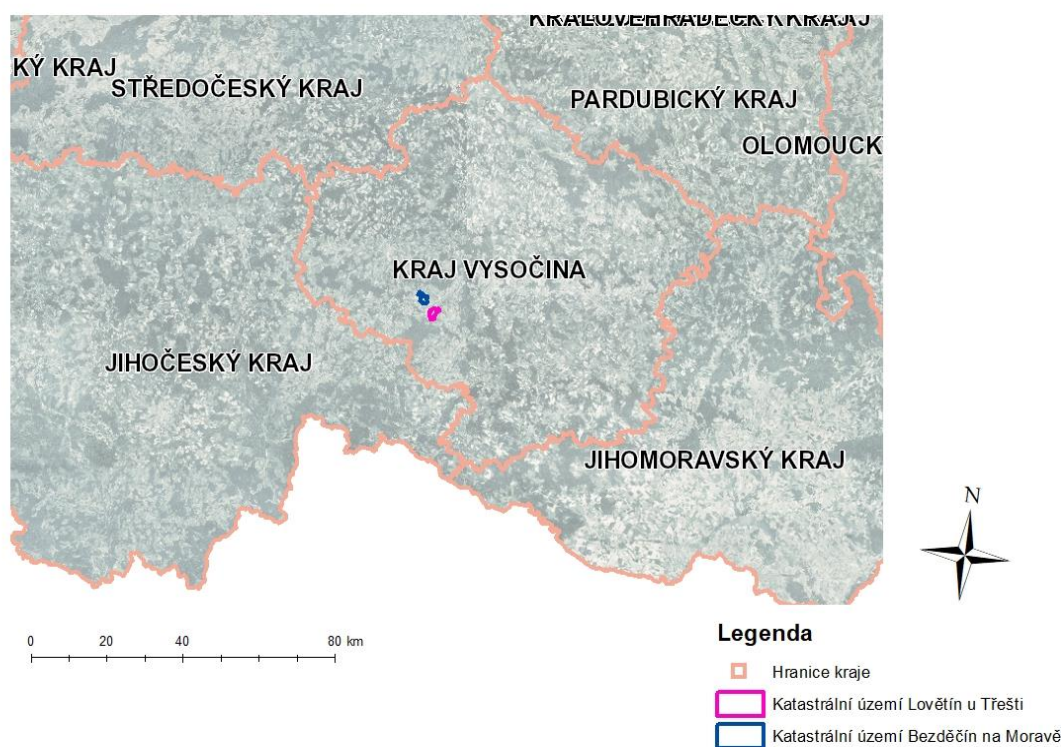 KRÁLOVÉHRADECKÝ KRAJ
KÝ KRAJ
STŘEDOČESKÝ KRAJ
PARDUBICKÝ KRAJ
OLOMOUCK
KRAJ VYSOČINA
JIHOČESKÝ KRAJ
JIHOMORAVSKÝ KRAJ
N
0 20 40 80 km
Legenda
Hranice kraje
Katastrální území Lovětín u Třešti
Katastrální území Bezděčín na Moravě